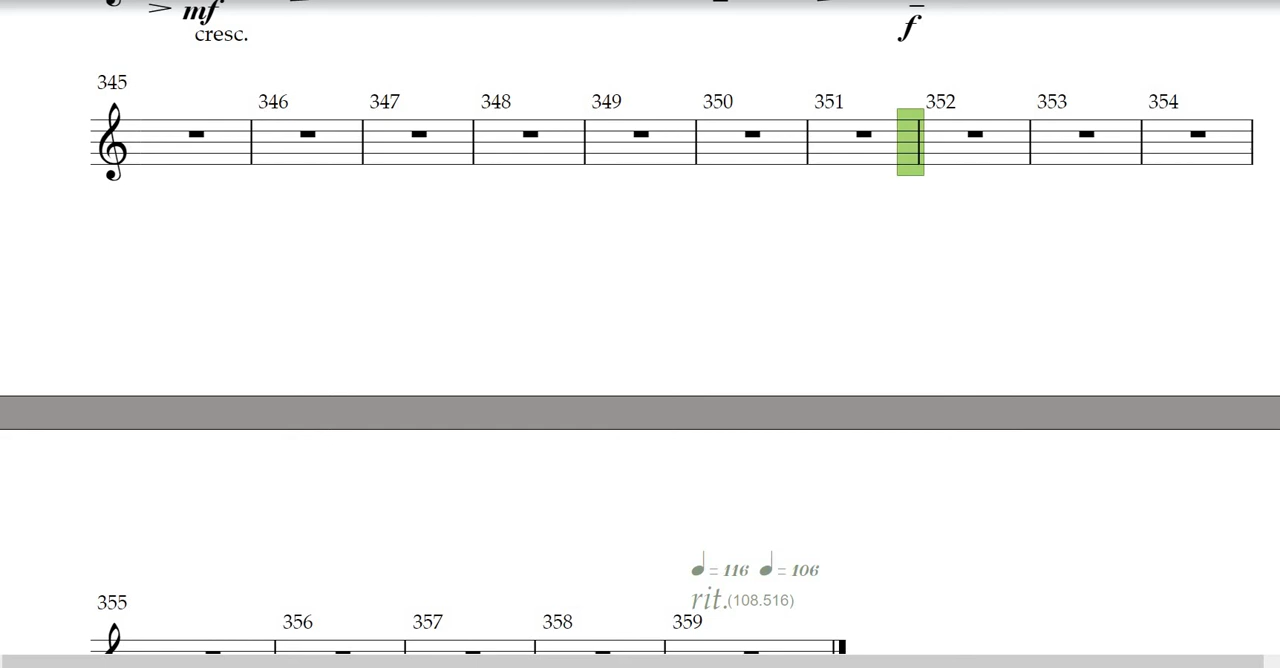 mf
cresc.
f
345
346 347 348 349 350 351 352 353 354
= 116 = 106
rit.(108.516)
355
356 357 358 359